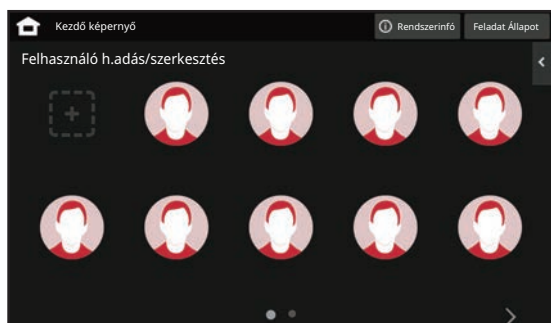 Kezdő képernyő
Rendszerinfó
Feladat Állapot
Felhasználó h.adás/szerkesztés